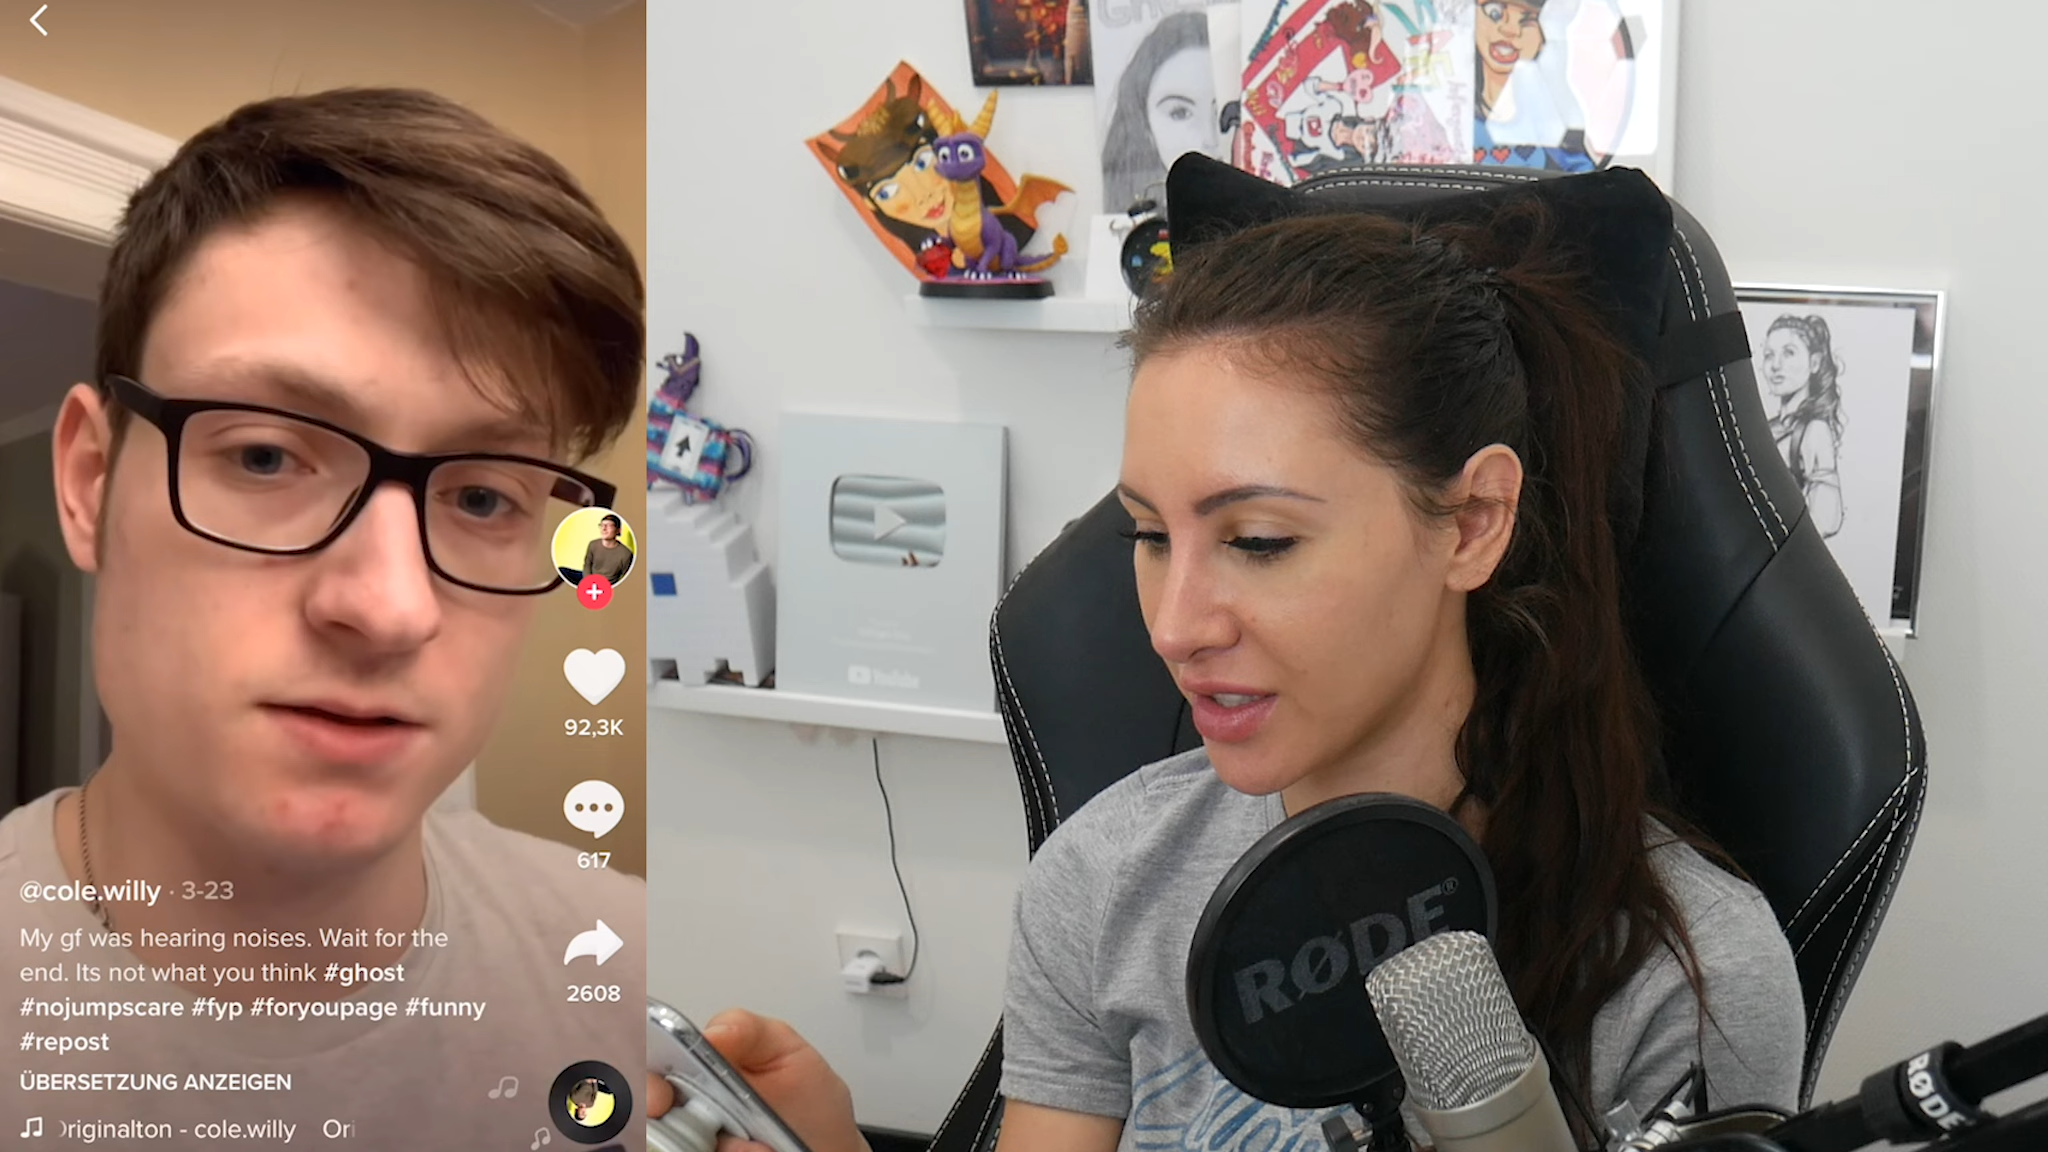 92,3K
617
@cole.willy · 3-23
My gf was hearing noises. Wait for the
end. Its not what you think #ghost
#nojumpscare #fyp #foryoupage #funny
#repost
2608
ÜBERSETZUNG ANZEIGEN
riginalton - cole.willy Ori
YouTube
RØDE®
RØDE